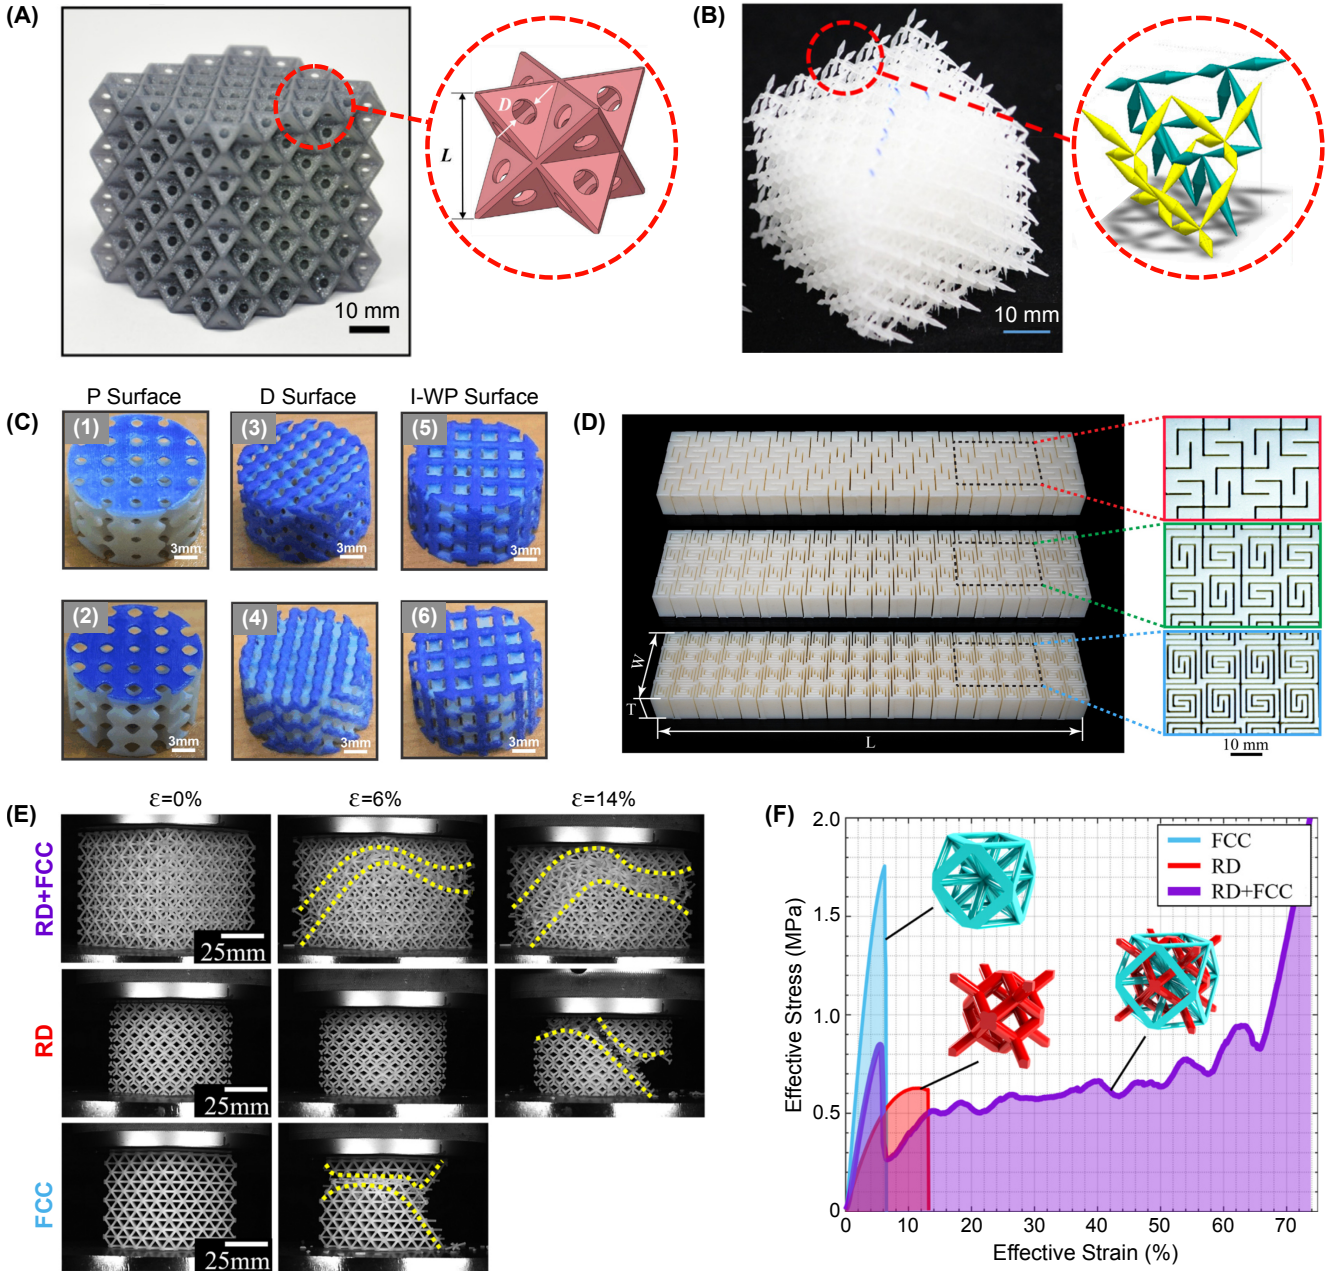 (A)
D
L
10 mm
(B)
10 mm
(C)
P Surface
D Surface
I-WP Surface
(1)
3mm
(3)
3mm
(5)
3mm
(2)
3mm
(4)
3mm
(6)
3mm
(D)
W
T
L
10 mm
(E)
ε=0%
ε=6%
ε=14%
RD+FCC
25mm
RD
25mm
FCC
25mm
(F)
Effective Stress (MPa)
2.0
1.5
1.0
0.5
0
0
10
20
30
40
50
60
70
Effective Strain (%)
FCC
RD
RD+FCC